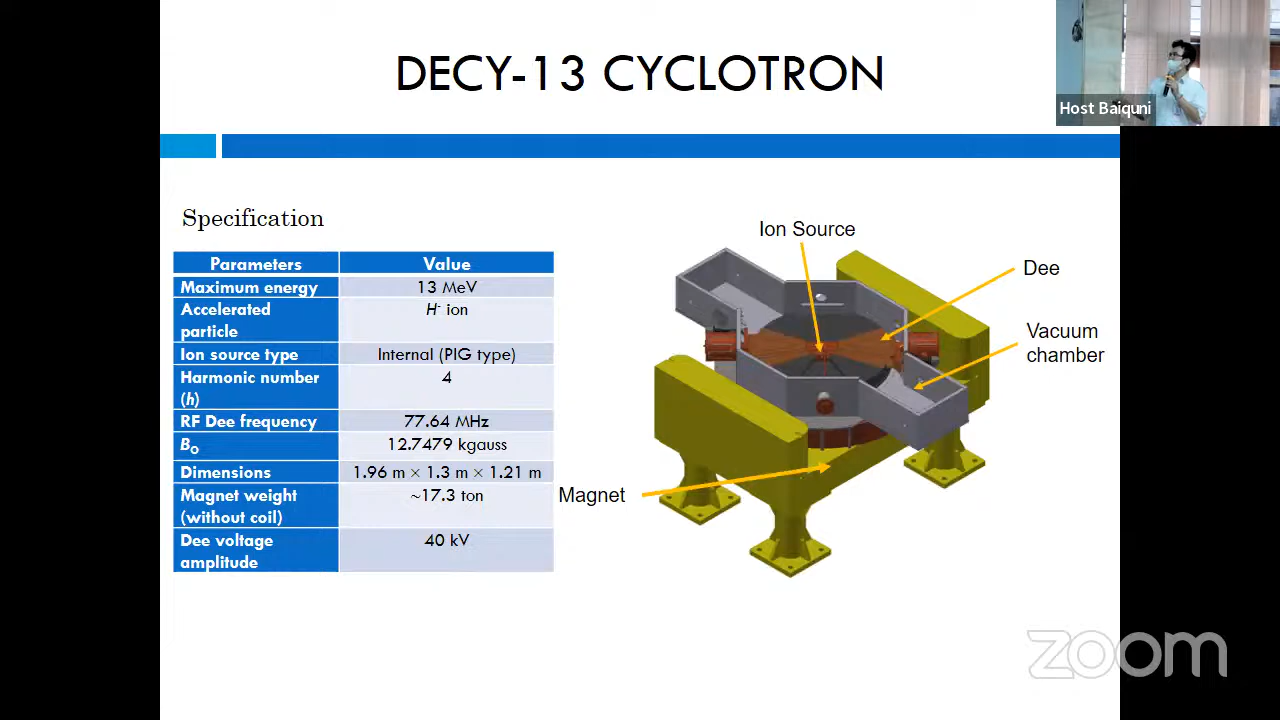 DECY-13 CYCLOTRON
Host Baiquni
Specification
Parameters Value
Maximum energy 13 MeV
Accelerated particle H- ion
Ion source type Internal (PIG type)
Harmonic number (h) 4
RF Dee frequency 77.64 MHz
B0 12.7479 kgauss
Dimensions 1.96 m × 1.3 m × 1.21 m
Magnet weight (without coil) ~17.3 ton
Dee voltage amplitude 40 kV
Ion Source
Dee
Vacuum
chamber
Magnet
zoom